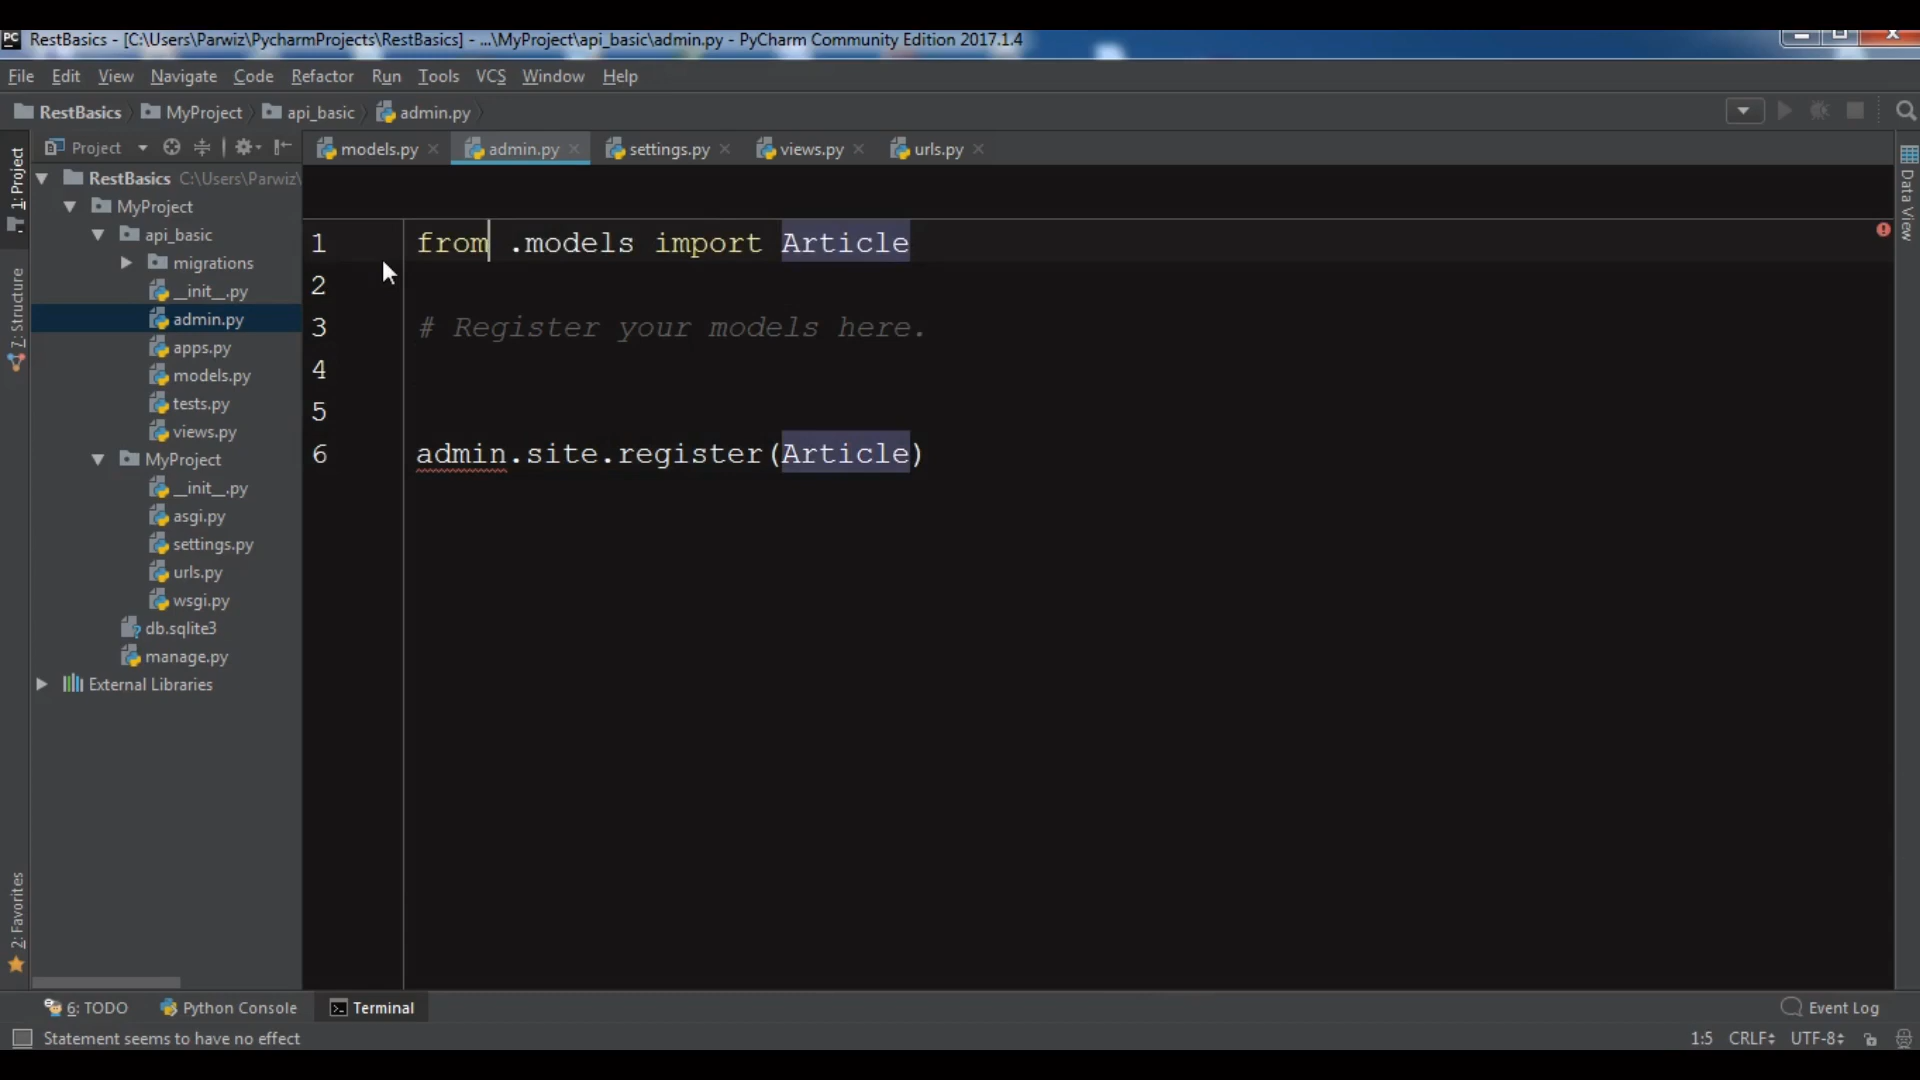 RestBasics - [C:\Users\Parwiz\PycharmProjects\RestBasics] - ...\MyProject\api_basic\admin.py - PyCharm Community Edition 2017.1.4
File Edit View Navigate Code Refactor Run Tools VCS Window Help
RestBasics MyProject api_basic admin.py
Project models.py admin.py settings.py views.py urls.py
1: Project
7: Structure
2: Favorites
RestBasics C:\Users\Parwiz\
MyProject
api_basic
migrations
__init__.py
admin.py
apps.py
models.py
tests.py
views.py
MyProject
__init__.py
asgi.py
settings.py
urls.py
wsgi.py
db.sqlite3
manage.py
External Libraries
1 from .models import Article
2
3 # Register your models here.
4
5
6 admin.site.register(Article)
Data View
6: TODO Python Console Terminal Event Log
Statement seems to have no effect 1:5 CRLF UTF-8